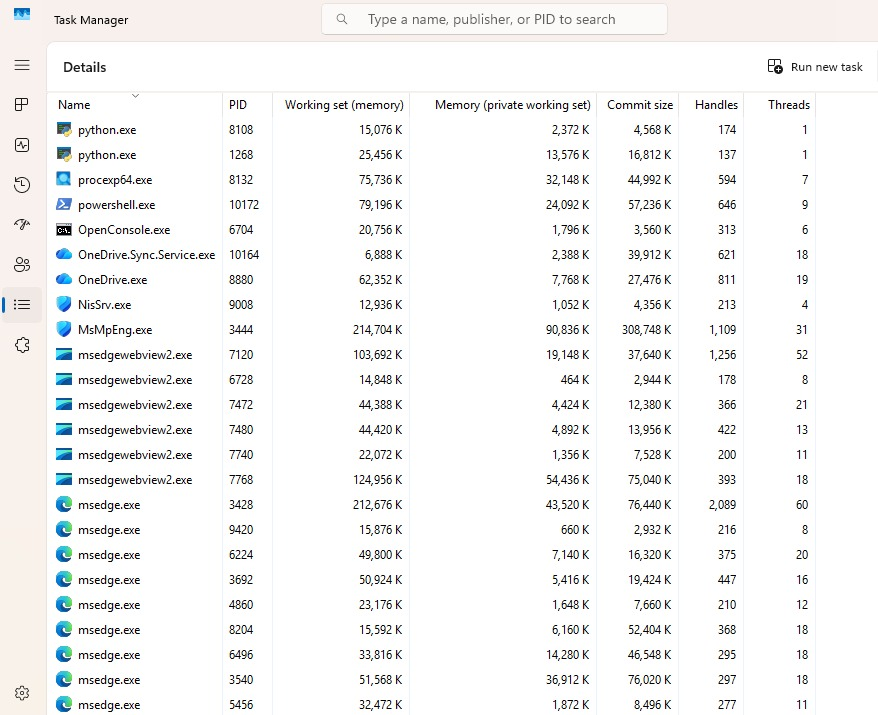 Task Manager
Type a name, publisher, or PID to search
Details
Run new task
Name PID Working set (memory) Memory (private working set) Commit size Handles Threads
python.exe 8108 15,076 K 2,372 K 4,568 K 174 1
python.exe 1268 25,456 K 13,576 K 16,812 K 137 1
procexp64.exe 8132 75,736 K 32,148 K 44,992 K 594 7
powershell.exe 10172 79,196 K 24,092 K 57,236 K 646 9
OpenConsole.exe 6704 20,756 K 1,796 K 3,560 K 313 6
OneDrive.Sync.Service.exe 10164 6,888 K 2,388 K 39,912 K 621 18
OneDrive.exe 8880 62,352 K 7,768 K 27,476 K 811 19
NisSrv.exe 9008 12,936 K 1,052 K 4,356 K 213 4
MsMpEng.exe 3444 214,704 K 90,836 K 308,748 K 1,109 31
msedgewebview2.exe 7120 103,692 K 19,148 K 37,640 K 1,256 52
msedgewebview2.exe 6728 14,848 K 464 K 2,944 K 178 8
msedgewebview2.exe 7472 44,388 K 4,424 K 12,380 K 366 21
msedgewebview2.exe 7480 44,420 K 4,892 K 13,956 K 422 13
msedgewebview2.exe 7740 22,072 K 1,356 K 7,528 K 200 11
msedgewebview2.exe 7768 124,956 K 54,436 K 75,040 K 393 18
msedge.exe 3428 212,676 K 43,520 K 76,440 K 2,089 60
msedge.exe 9420 15,876 K 660 K 2,932 K 216 8
msedge.exe 6224 49,800 K 7,140 K 16,320 K 375 20
msedge.exe 3692 50,924 K 5,416 K 19,424 K 447 16
msedge.exe 4860 23,176 K 1,648 K 7,660 K 210 12
msedge.exe 8204 15,592 K 6,160 K 52,404 K 368 18
msedge.exe 6496 33,816 K 14,280 K 46,548 K 295 18
msedge.exe 3540 51,568 K 36,912 K 76,020 K 297 18
msedge.exe 5456 32,472 K 1,872 K 8,496 K 277 11